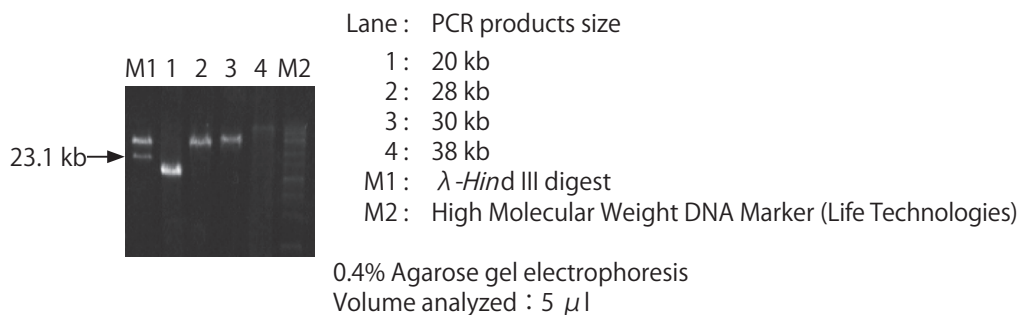 Lane : PCR products size
1 : 20 kb
2 : 28 kb
3 : 30 kb
4 : 38 kb
M1 : λ-Hind III digest
M2 : High Molecular Weight DNA Marker (Life Technologies)
M1 1 2 3 4 M2
23.1 kb
0.4% Agarose gel electrophoresis
Volume analyzed : 5 μl